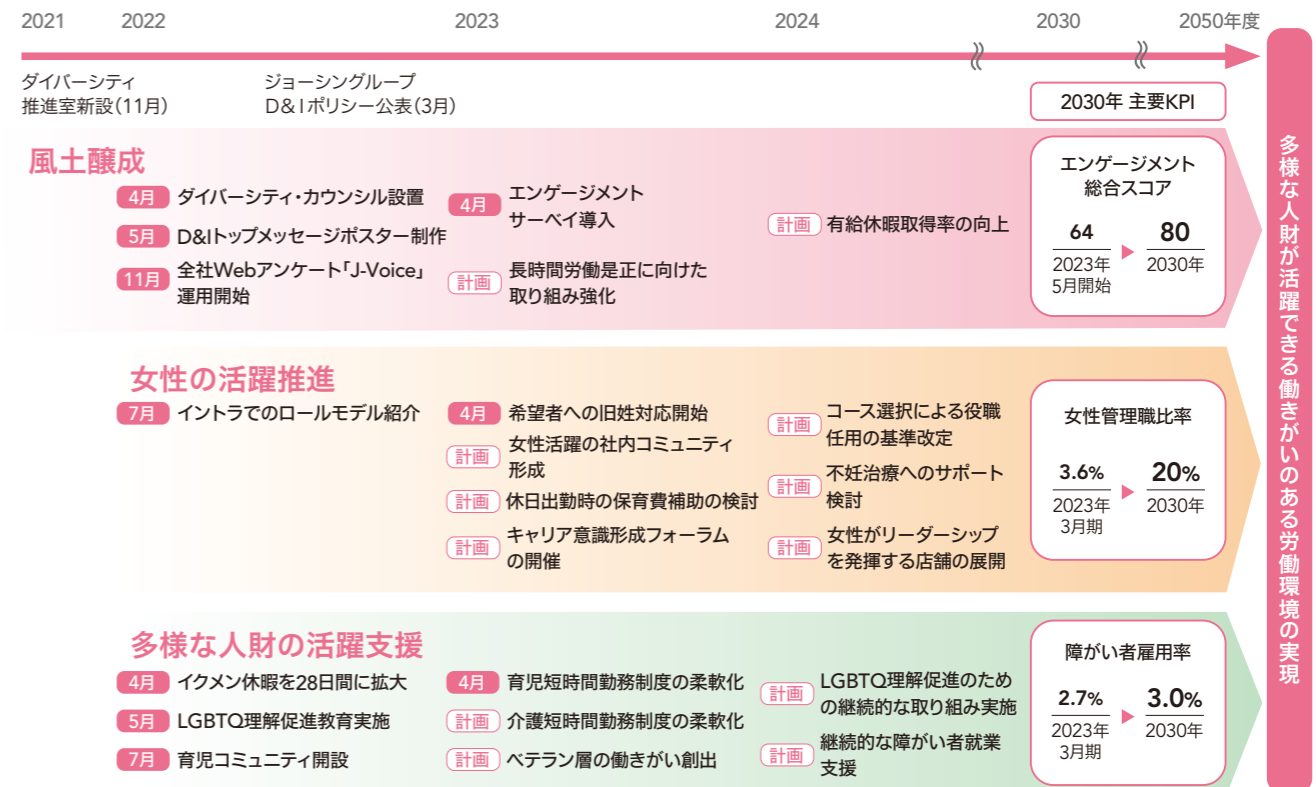 2021
2022
2023
2024
2030
2050年度
ダイバーシティ
推進室新設(11月)
ジョーシングループ
D&Iポリシー公表(3月)
2030年 主要KPI
風土醸成
4月 ダイバーシティ・カウンシル設置
5月 D&Iトップメッセージポスター制作
11月 全社Webアンケート「J-Voice」
運用開始
4月 エンゲージメント
サーベイ導入
計画 長時間労働是正に向けた
取り組み強化
計画 有給休暇取得率の向上
エンゲージメント
総合スコア
64
2023年
5月開始
80
2030年
女性の活躍推進
7月 イントラでのロールモデル紹介
4月 希望者への旧姓対応開始
計画 女性活躍の社内コミュニティ
形成
計画 休日出勤時の保育費補助の検討
計画 キャリア意識形成フォーラム
の開催
計画 コース選択による役職
任用の基準改定
計画 不妊治療へのサポート
検討
計画 女性がリーダーシップ
を発揮する店舗の展開
女性管理職比率
3.6%
2023年
3月期
20%
2030年
多様な人財の活躍支援
4月 イクメン休暇を28日間に拡大
5月 LGBTQ理解促進教育実施
7月 育児コミュニティ開設
4月 育児短時間勤務制度の柔軟化
計画 介護短時間勤務制度の柔軟化
計画 ベテラン層の働きがい創出
計画 LGBTQ理解促進のため
の継続的な取り組み実施
計画 継続的な障がい者就業
支援
障がい者雇用率
2.7%
2023年
3月期
3.0%
2030年
多様な人財が活躍できる働きがいのある労働環境の実現